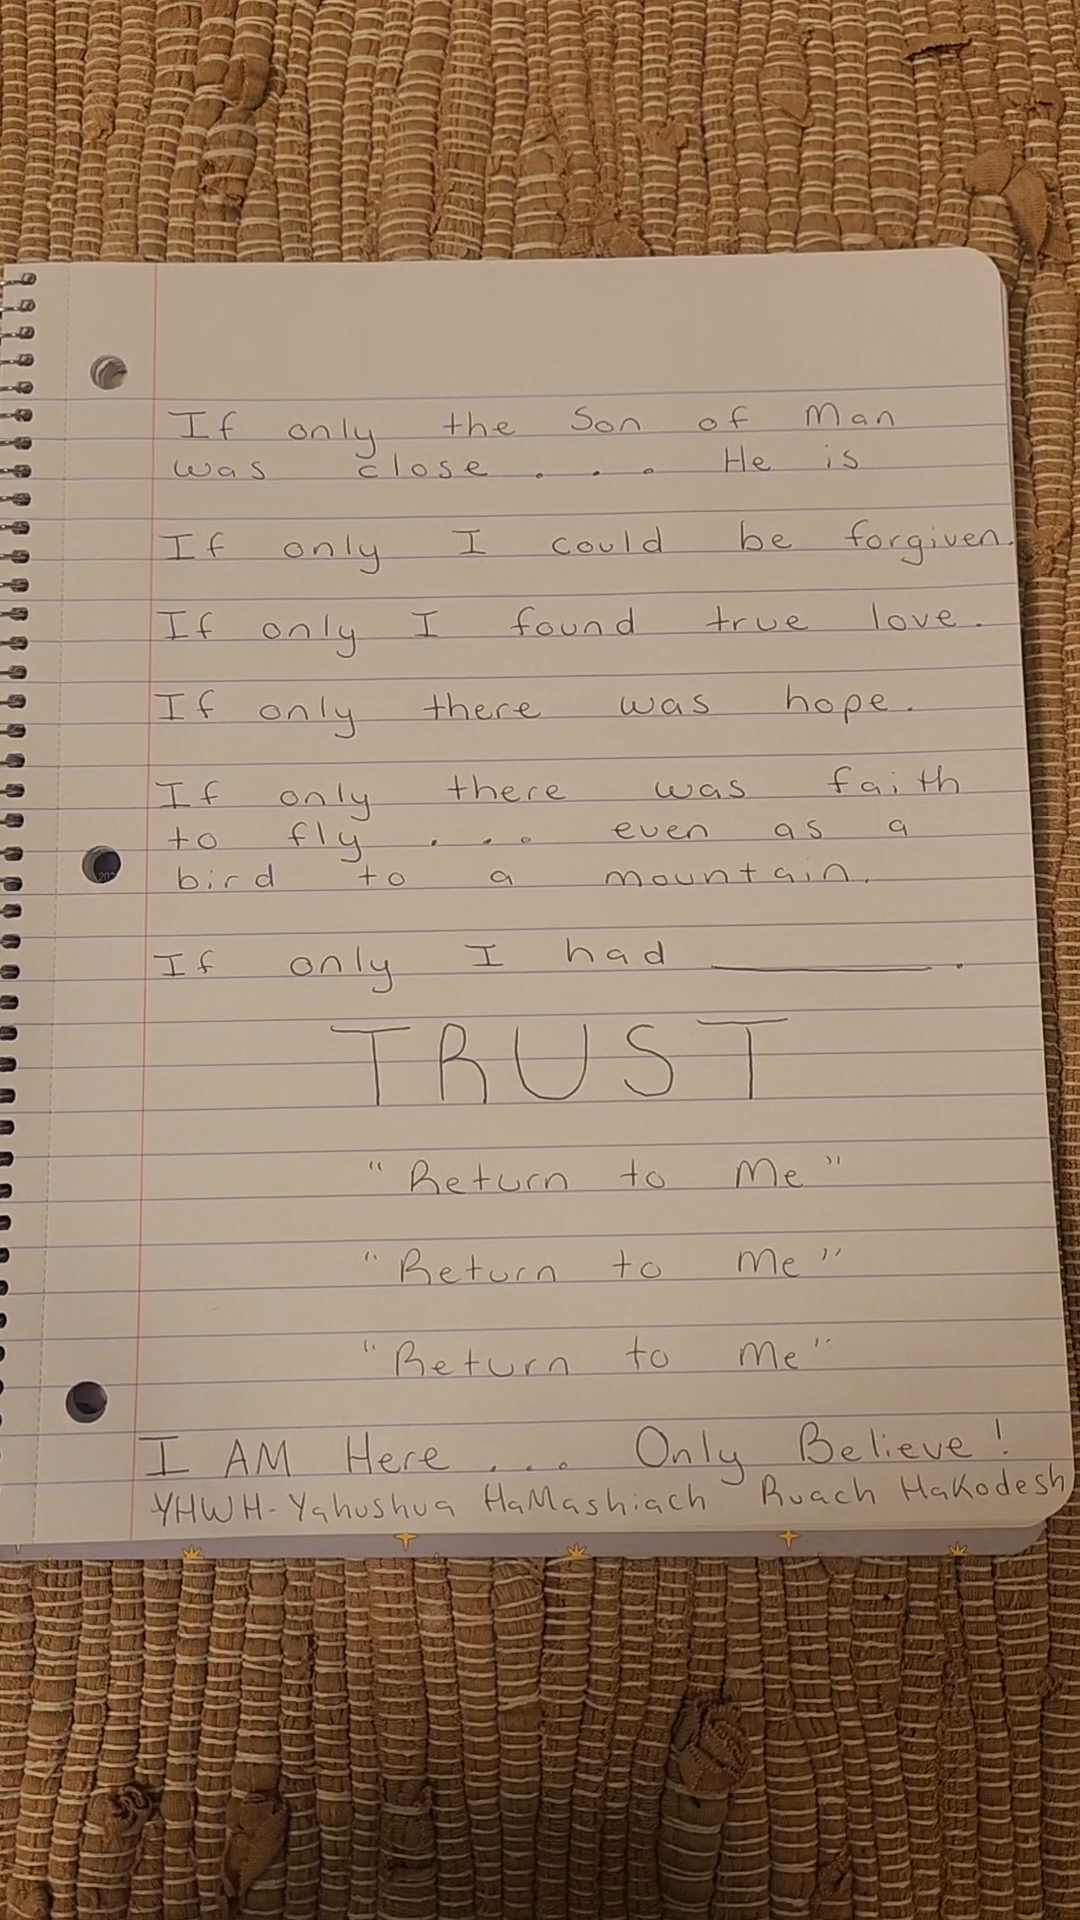 If only the Son of Man
was close . . . He is
If only I could be forgiven.
If only I found true love.
If only there was hope.
If only there was faith
to fly . . . even as a
bird to a mountain.
If only I had __________.
TRUST
"Return to Me"
"Return to Me"
"Return to Me"
I AM Here . . . Only Believe!
YHWH-Yahushua HaMashiach Ruach HaKodesh